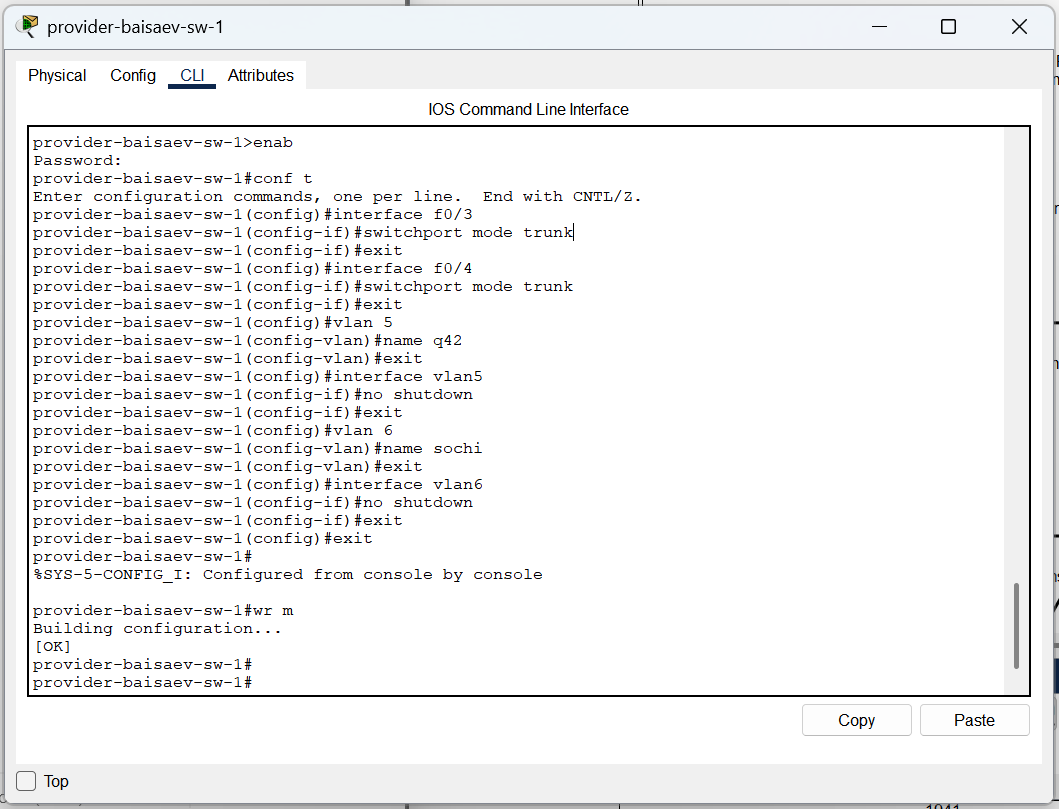 provider-baisaev-sw-1
Physical Config CLI Attributes
IOS Command Line Interface
provider-baisaev-sw-1>enab
Password:
provider-baisaev-sw-1#conf t
Enter configuration commands, one per line.  End with CNTL/Z.
provider-baisaev-sw-1(config)#interface f0/3
provider-baisaev-sw-1(config-if)#switchport mode trunk
provider-baisaev-sw-1(config-if)#exit
provider-baisaev-sw-1(config)#interface f0/4
provider-baisaev-sw-1(config-if)#switchport mode trunk
provider-baisaev-sw-1(config-if)#exit
provider-baisaev-sw-1(config)#vlan 5
provider-baisaev-sw-1(config-vlan)#name q42
provider-baisaev-sw-1(config-vlan)#exit
provider-baisaev-sw-1(config)#interface vlan5
provider-baisaev-sw-1(config-if)#no shutdown
provider-baisaev-sw-1(config-if)#exit
provider-baisaev-sw-1(config)#vlan 6
provider-baisaev-sw-1(config-vlan)#name sochi
provider-baisaev-sw-1(config-vlan)#exit
provider-baisaev-sw-1(config)#interface vlan6
provider-baisaev-sw-1(config-if)#no shutdown
provider-baisaev-sw-1(config-if)#exit
provider-baisaev-sw-1(config)#exit
provider-baisaev-sw-1#
%SYS-5-CONFIG_I: Configured from console by console
provider-baisaev-sw-1#wr m
Building configuration...
[OK]
provider-baisaev-sw-1#
provider-baisaev-sw-1#
Copy Paste
Top